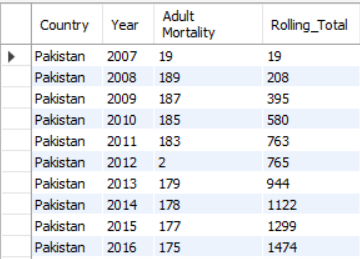 Country Year Adult Mortality Rolling_Total
Pakistan 2007 19 19
Pakistan 2008 189 208
Pakistan 2009 187 395
Pakistan 2010 185 580
Pakistan 2011 183 763
Pakistan 2012 2 765
Pakistan 2013 179 944
Pakistan 2014 178 1122
Pakistan 2015 177 1299
Pakistan 2016 175 1474